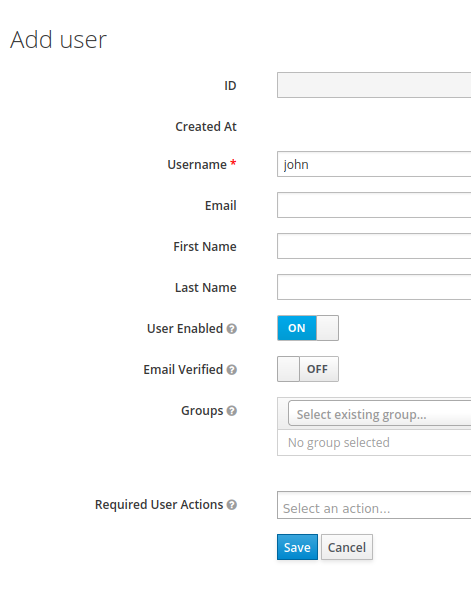 Add user
ID
Created At
Username * john
Email
First Name
Last Name
User Enabled ON
Email Verified OFF
Groups Select existing group...
No group selected
Required User Actions Select an action...
Save Cancel